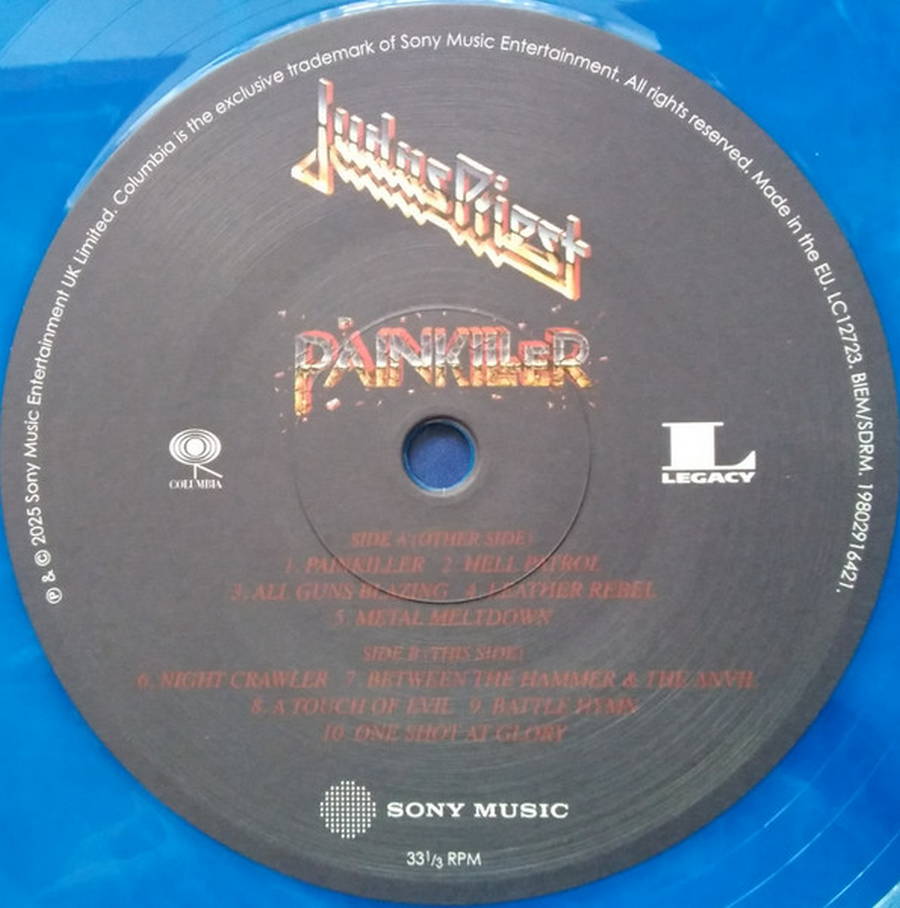 ℗ & © 2025 Sony Music Entertainment UK Limited. Columbia is the exclusive trademark of Sony Music Entertainment. All rights reserved. Made in the EU. LC12723. BIEM/SDRM. 19802916421.
Judas Priest
PAINKILLER
COLUMBIA
LEGACY
SIDE A (OTHER SIDE)
1. PAINKILLER 2. HELL PATROL
3. ALL GUNS BLAZING 4. LEATHER REBEL
5. METAL MELTDOWN
SIDE B (THIS SIDE)
6. NIGHT CRAWLER 7. BETWEEN THE HAMMER & THE ANVIL
8. A TOUCH OF EVIL 9. BATTLE HYMN
10. ONE SHOT AT GLORY
SONY MUSIC
33 1/3 RPM